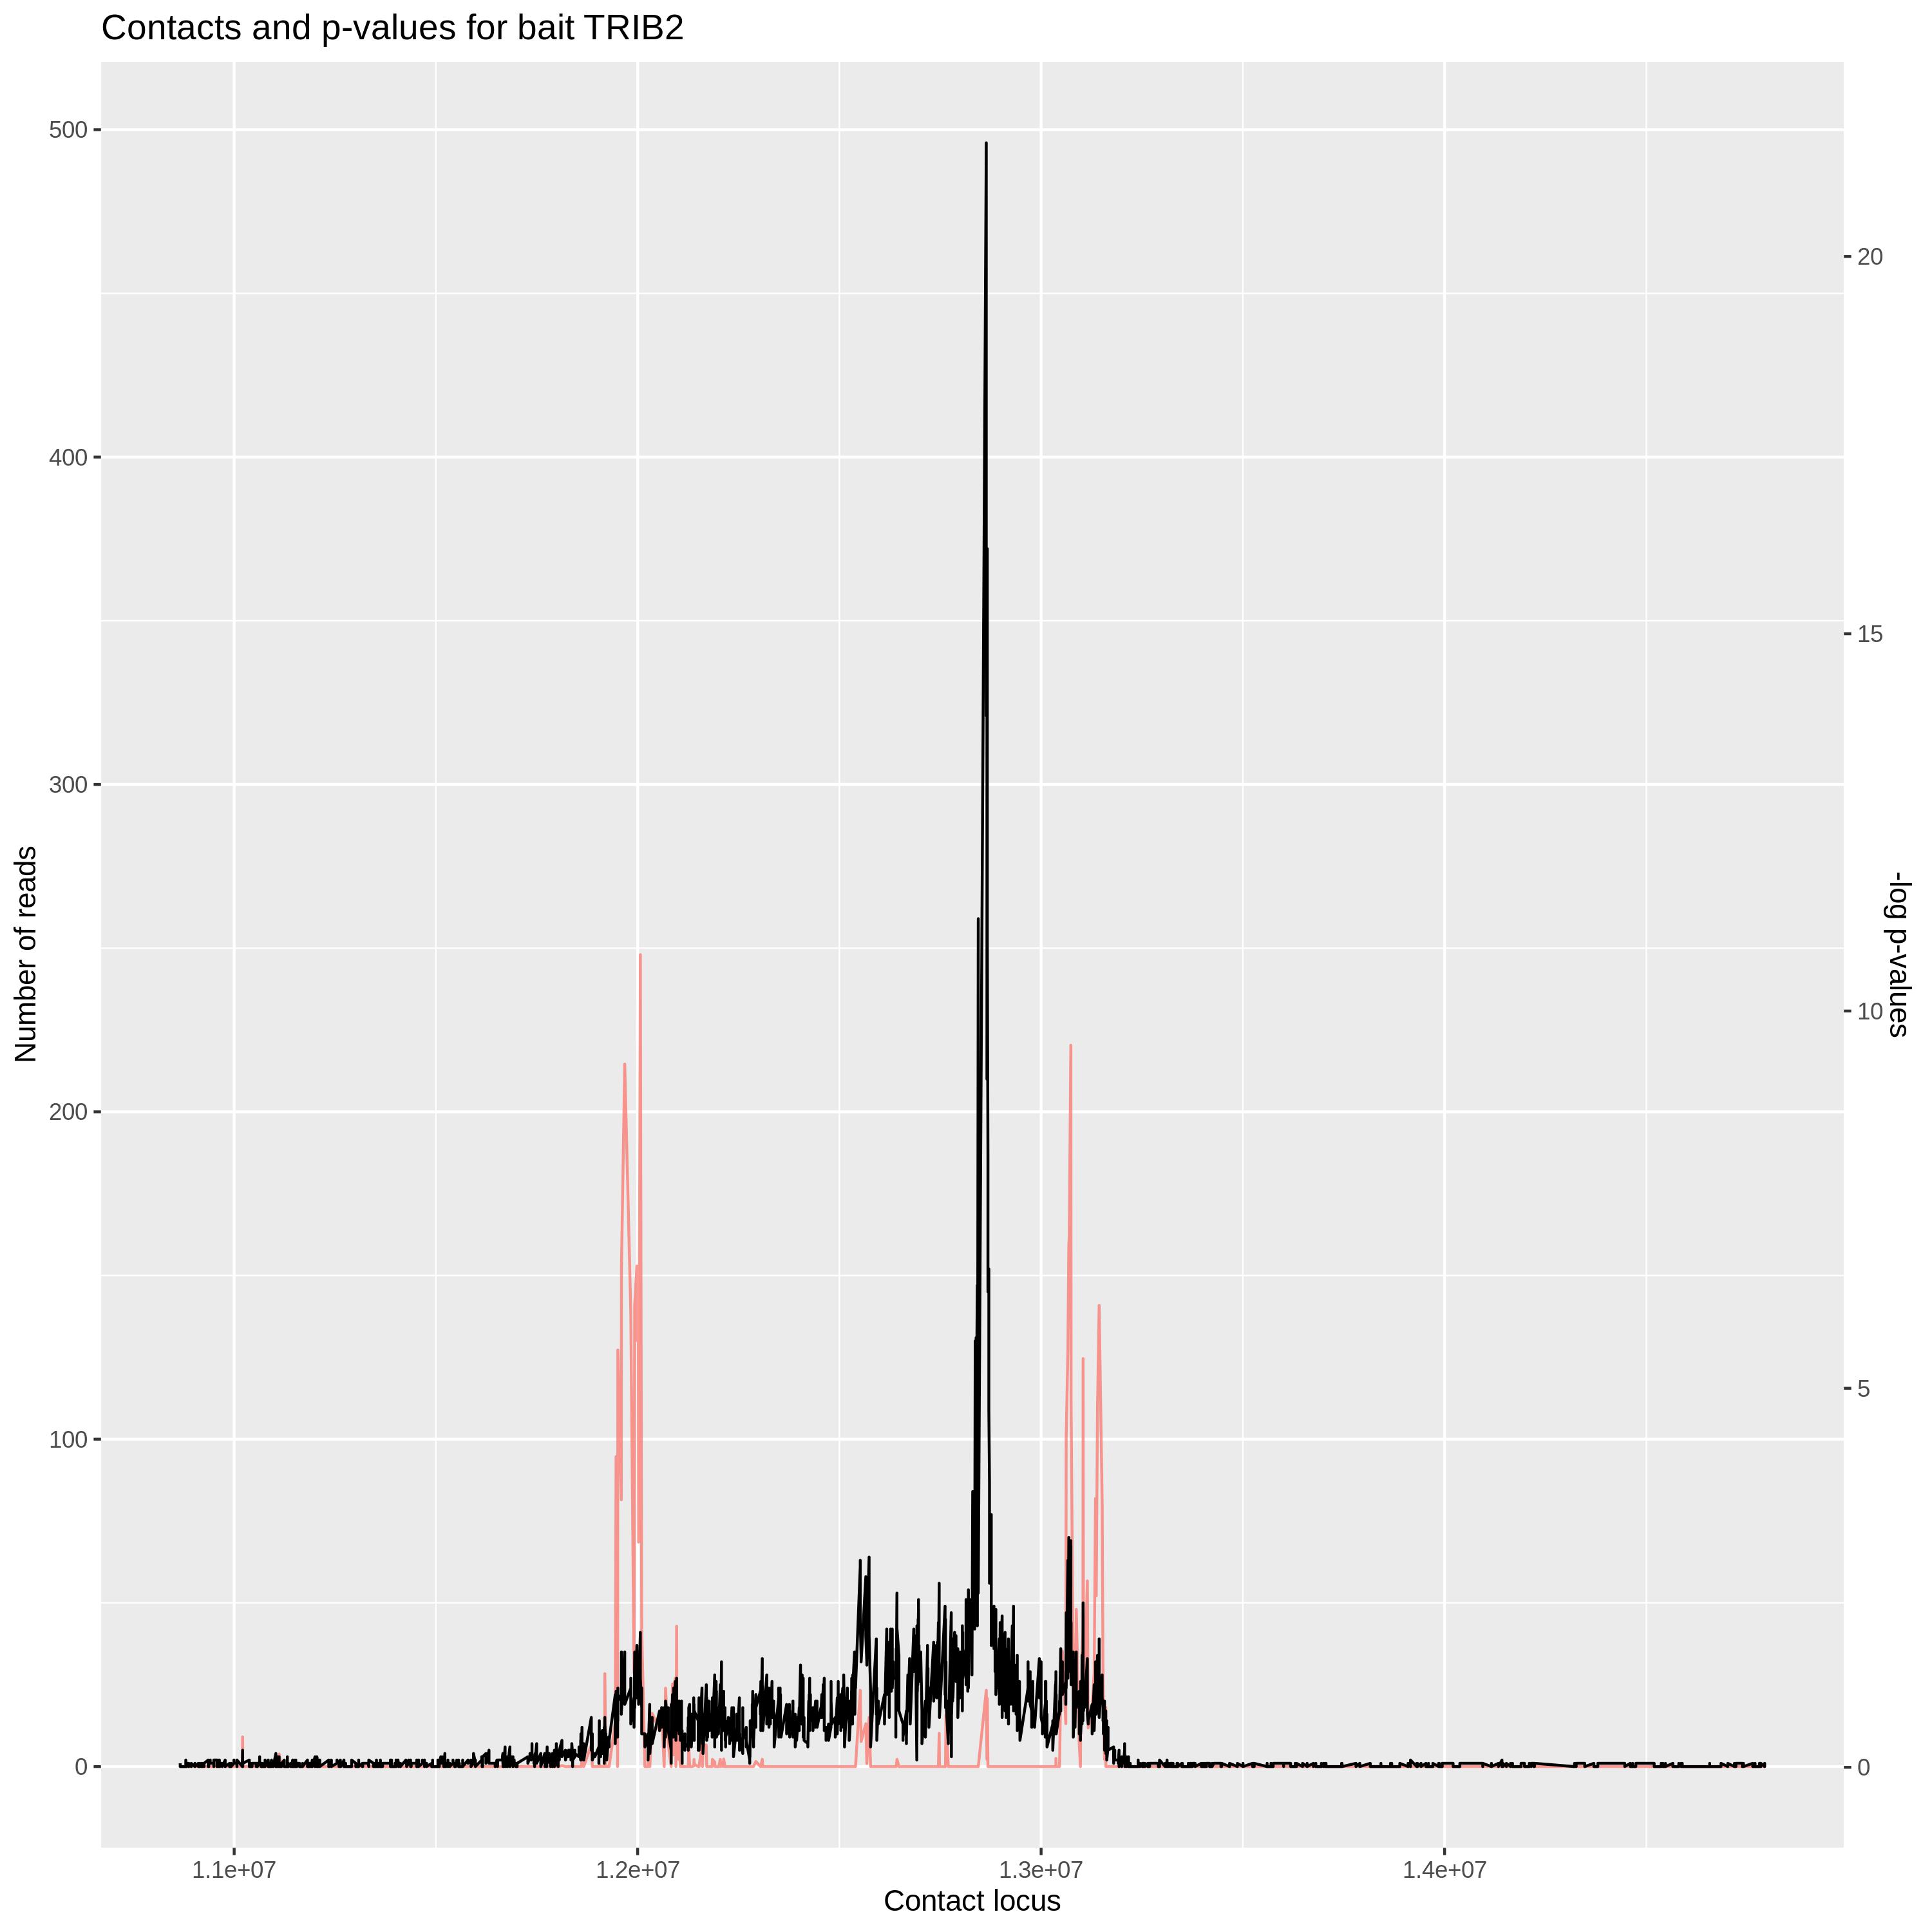 Contacts and p-values for bait TRIB2
500
400
300
200
100
0
Number of reads
20
15
10
5
0
-log p-values
1.1e+07
1.2e+07
1.3e+07
1.4e+07
Contact locus